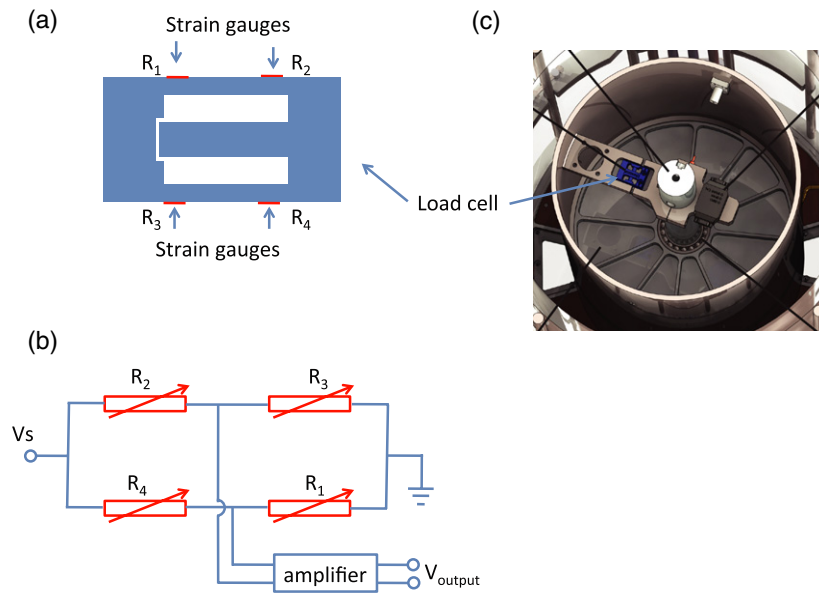 (a)
Strain gauges
R1
R2
R3
R4
Strain gauges
Load cell
(c)
(b)
R2
R3
Vs
R4
R1
amplifier
Voutput